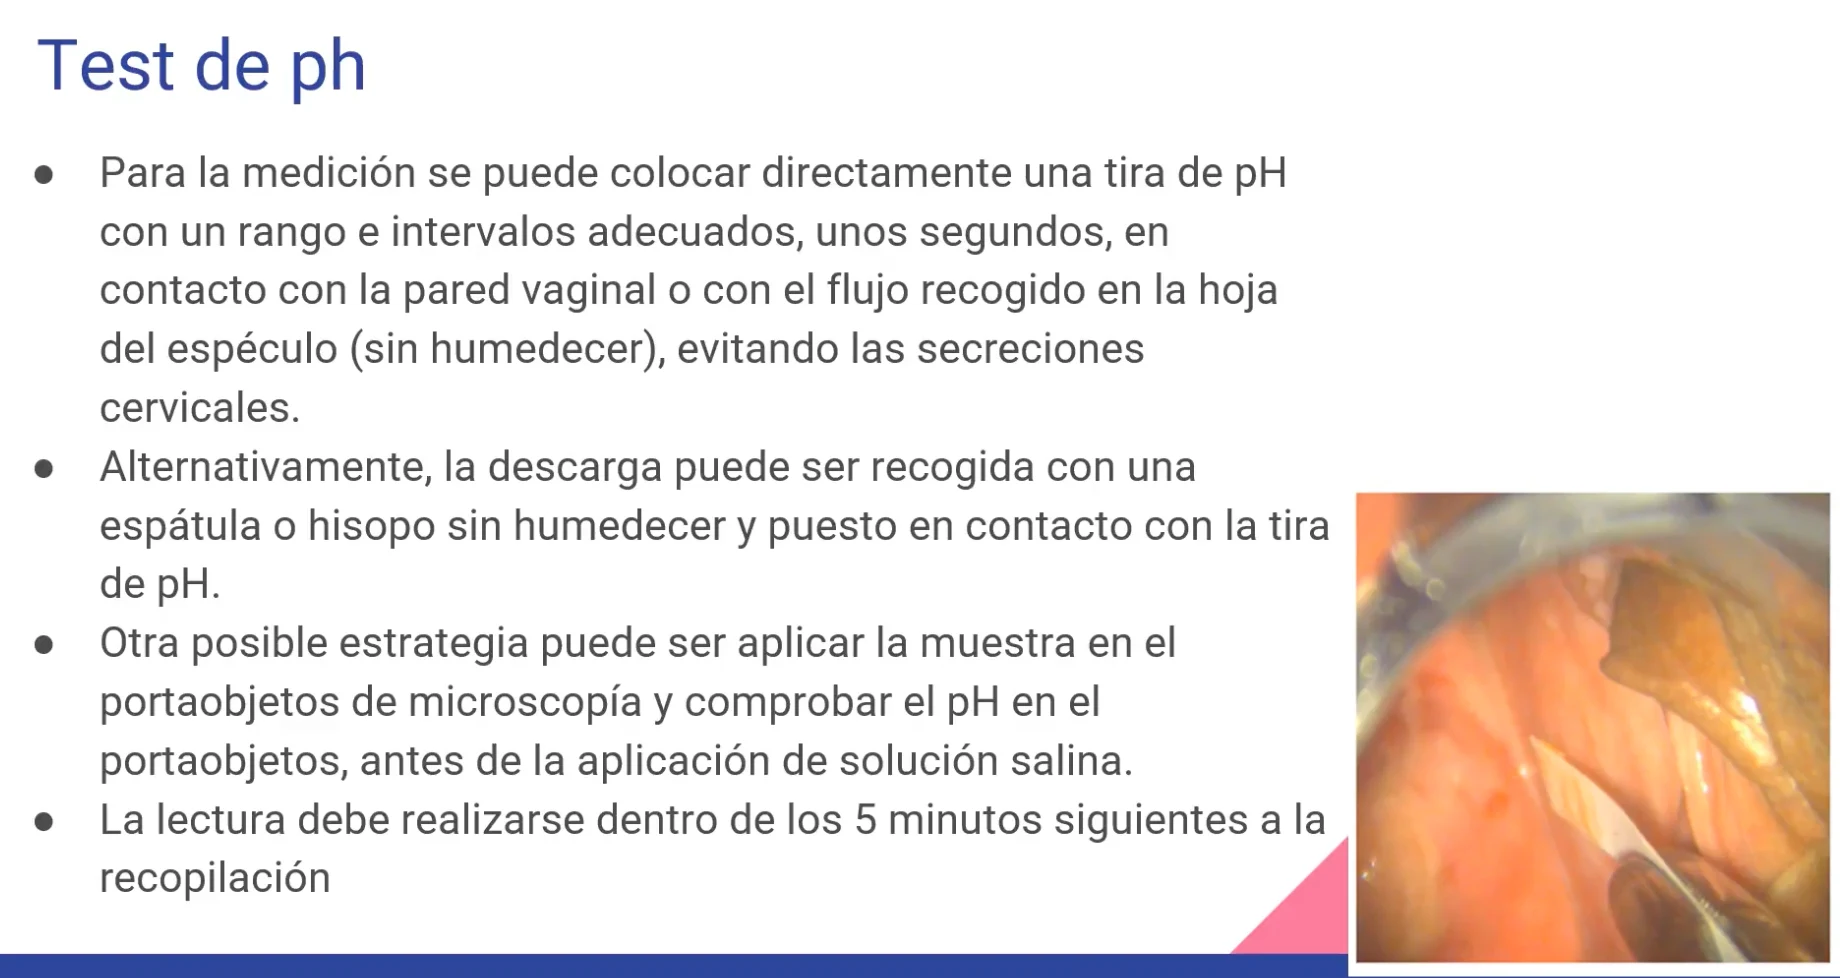 Test de ph
● Para la medición se puede colocar directamente una tira de pH
con un rango e intervalos adecuados, unos segundos, en
contacto con la pared vaginal o con el flujo recogido en la hoja
del espéculo (sin humedecer), evitando las secreciones
cervicales.
● Alternativamente, la descarga puede ser recogida con una
espátula o hisopo sin humedecer y puesto en contacto con la tira
de pH.
● Otra posible estrategia puede ser aplicar la muestra en el
portaobjetos de microscopía y comprobar el pH en el
portaobjetos, antes de la aplicación de solución salina.
● La lectura debe realizarse dentro de los 5 minutos siguientes a la
recopilación